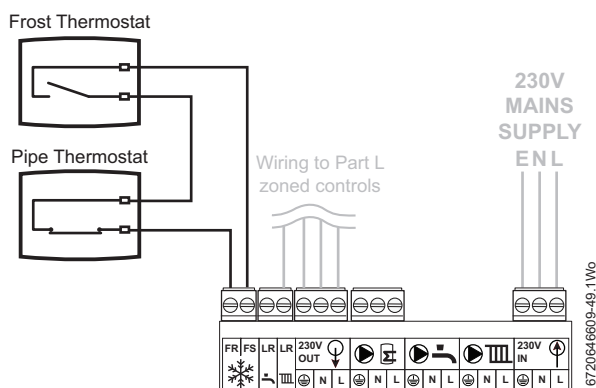 Frost Thermostat
Pipe Thermostat
Wiring to Part L
zoned controls
230V
MAINS
SUPPLY
E N L
FR FS LR LR 230V OUT 230V IN
N L N L N L N L N L
6720646609-49.1Wo